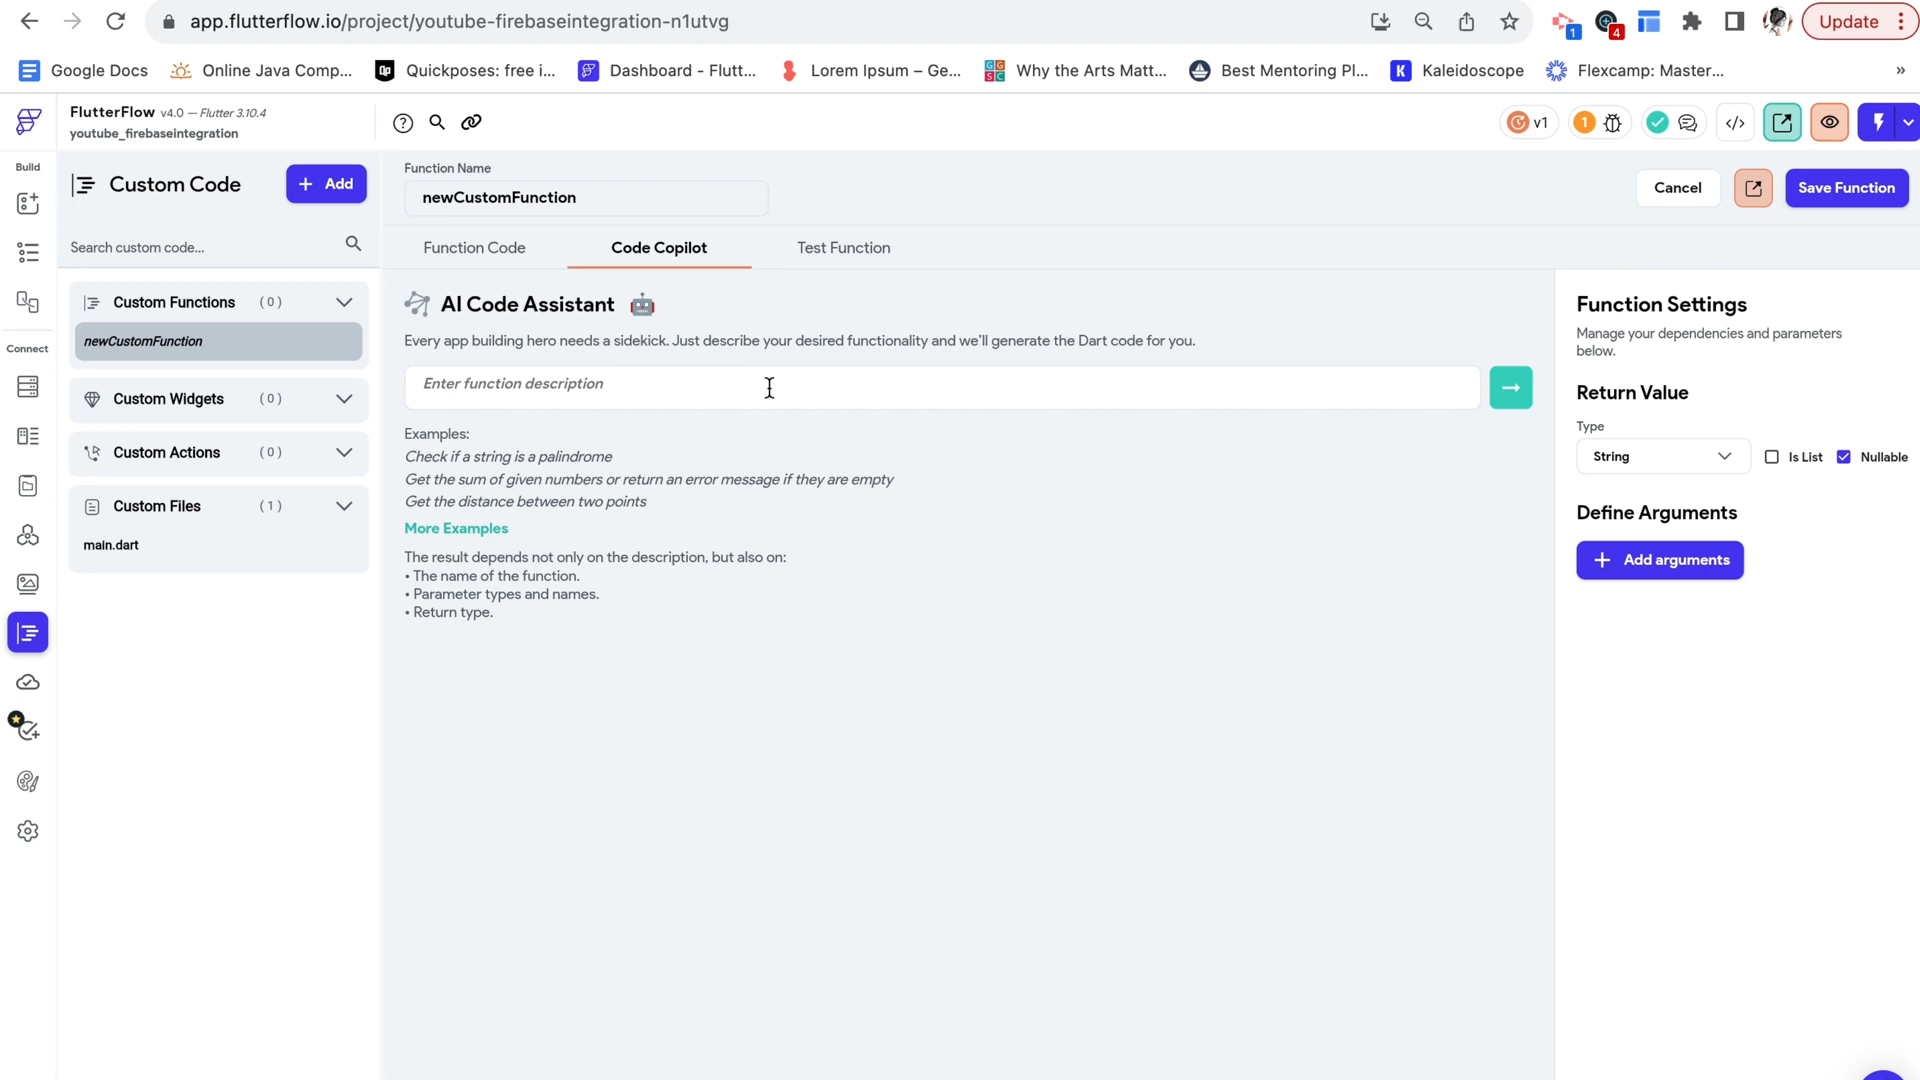 app.flutterflow.io/project/youtube-firebaseintegration-n1utvg
1
4
Update
Google Docs
Online Java Comp...
Quickposes: free i...
Dashboard - Flutt...
Lorem Ipsum – Ge...
Why the Arts Matt...
Best Mentoring Pl...
Kaleidoscope
Flexcamp: Master...
»
FlutterFlow v4.0 — Flutter 3.10.4
youtube_firebaseintegration
v1
1
Build
Custom Code
+ Add
Function Name
newCustomFunction
Cancel
Save Function
Search custom code...
Function Code
Code Copilot
Test Function
Custom Functions (0)
newCustomFunction
Connect
Custom Widgets (0)
Custom Actions (0)
Custom Files (1)
main.dart
AI Code Assistant
Every app building hero needs a sidekick. Just describe your desired functionality and we'll generate the Dart code for you.
Enter function description
Examples:
Check if a string is a palindrome
Get the sum of given numbers or return an error message if they are empty
Get the distance between two points
More Examples
The result depends not only on the description, but also on:
• The name of the function.
• Parameter types and names.
• Return type.
Function Settings
Manage your dependencies and parameters
below.
Return Value
Type
String
Is List
Nullable
Define Arguments
+ Add arguments